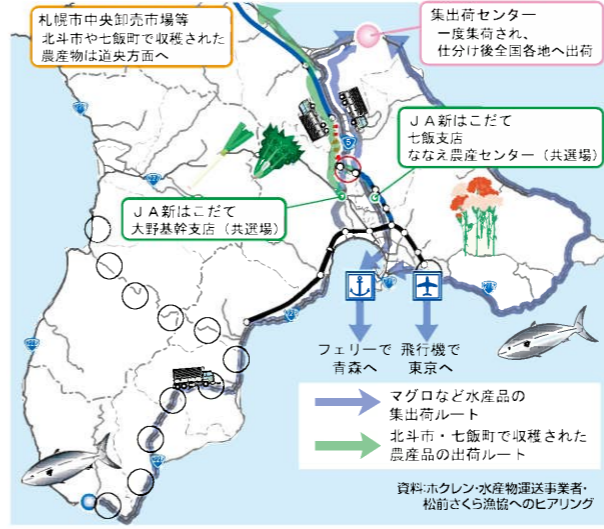 札幌市中央卸売市場等
北斗市や七飯町で収穫された
農産物は道央方面へ
集出荷センター
一度集荷され、
仕分け後全国各地へ出荷
5
ＪＡ新はこだて
七飯支店
ななえ農産センター（共選場）
ＪＡ新はこだて
大野基幹支店（共選場）
フェリーで
青森へ
飛行機で
東京へ
マグロなど水産品の
集出荷ルート
北斗市・七飯町で収穫された
農産品の出荷ルート
資料:ホクレン・水産物運送事業者・
松前さくら漁協へのヒアリング